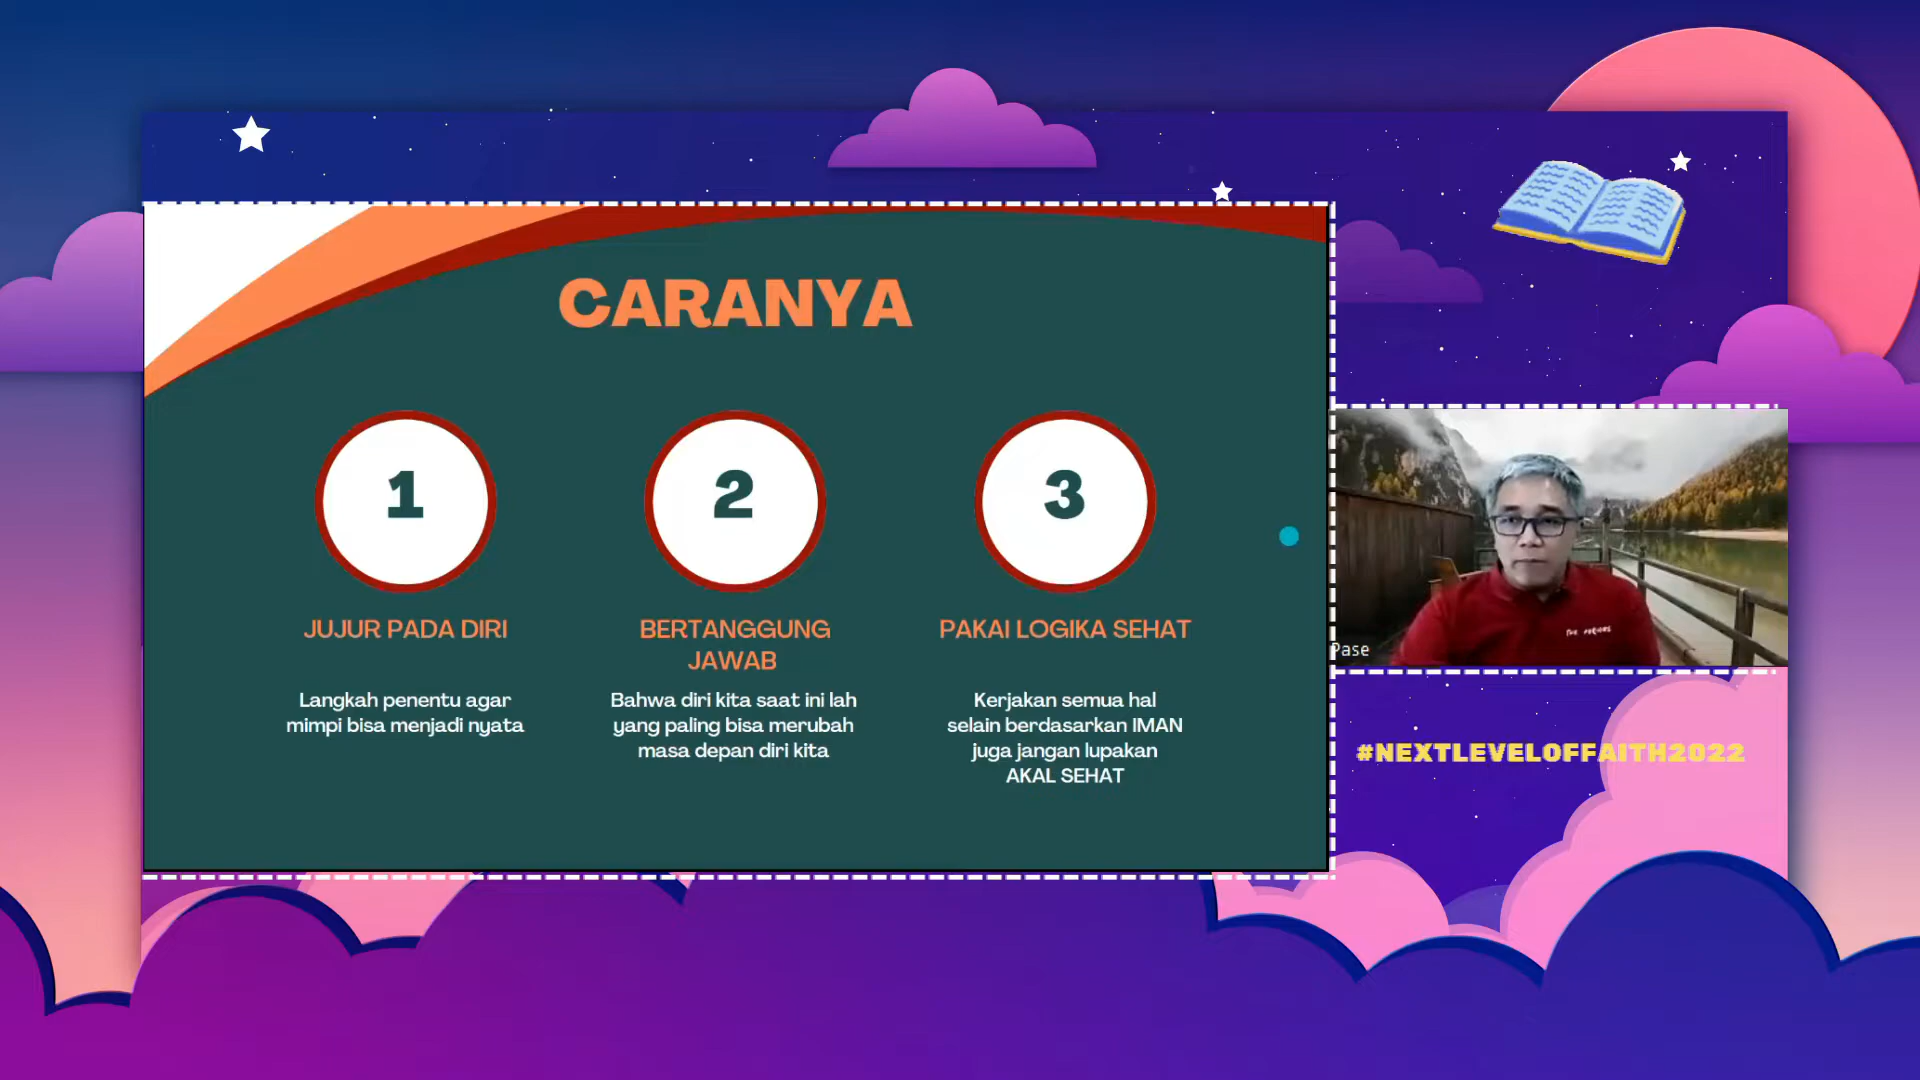 CARANYA
1
2
3
JUJUR PADA DIRI
Langkah penentu agar
mimpi bisa menjadi nyata
BERTANGGUNG
JAWAB
Bahwa diri kita saat ini lah
yang paling bisa merubah
masa depan diri kita
PAKAI LOGIKA SEHAT
Kerjakan semua hal
selain berdasarkan IMAN
juga jangan lupakan
AKAL SEHAT
Pase
#NEXTLEVELOFFAITH2022